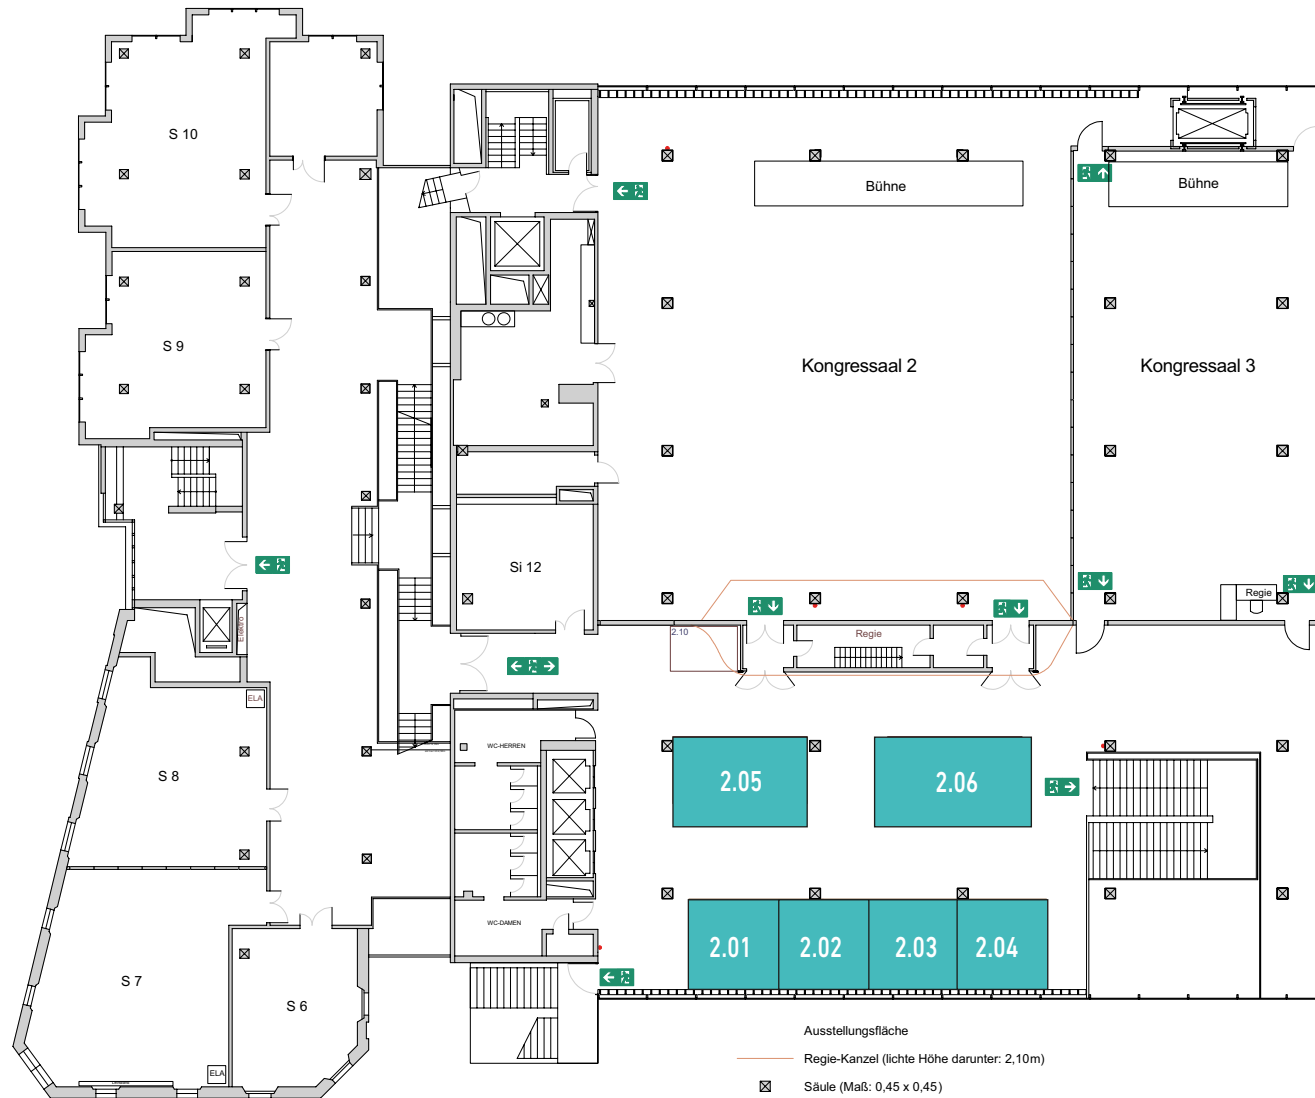 S 10
Bühne
Bühne
S 9
Kongressaal 2
Kongressaal 3
Si 12
Regie
Elektro
2.10
Regie
ELA
WC-HERREN
S 8
2.05
2.06
WC-DAMEN
2.01
2.02
2.03
2.04
S 7
S 6
ELA
Ausstellungsfläche
Regie-Kanzel (lichte Höhe darunter: 2,10m)
Säule (Maß: 0,45 x 0,45)